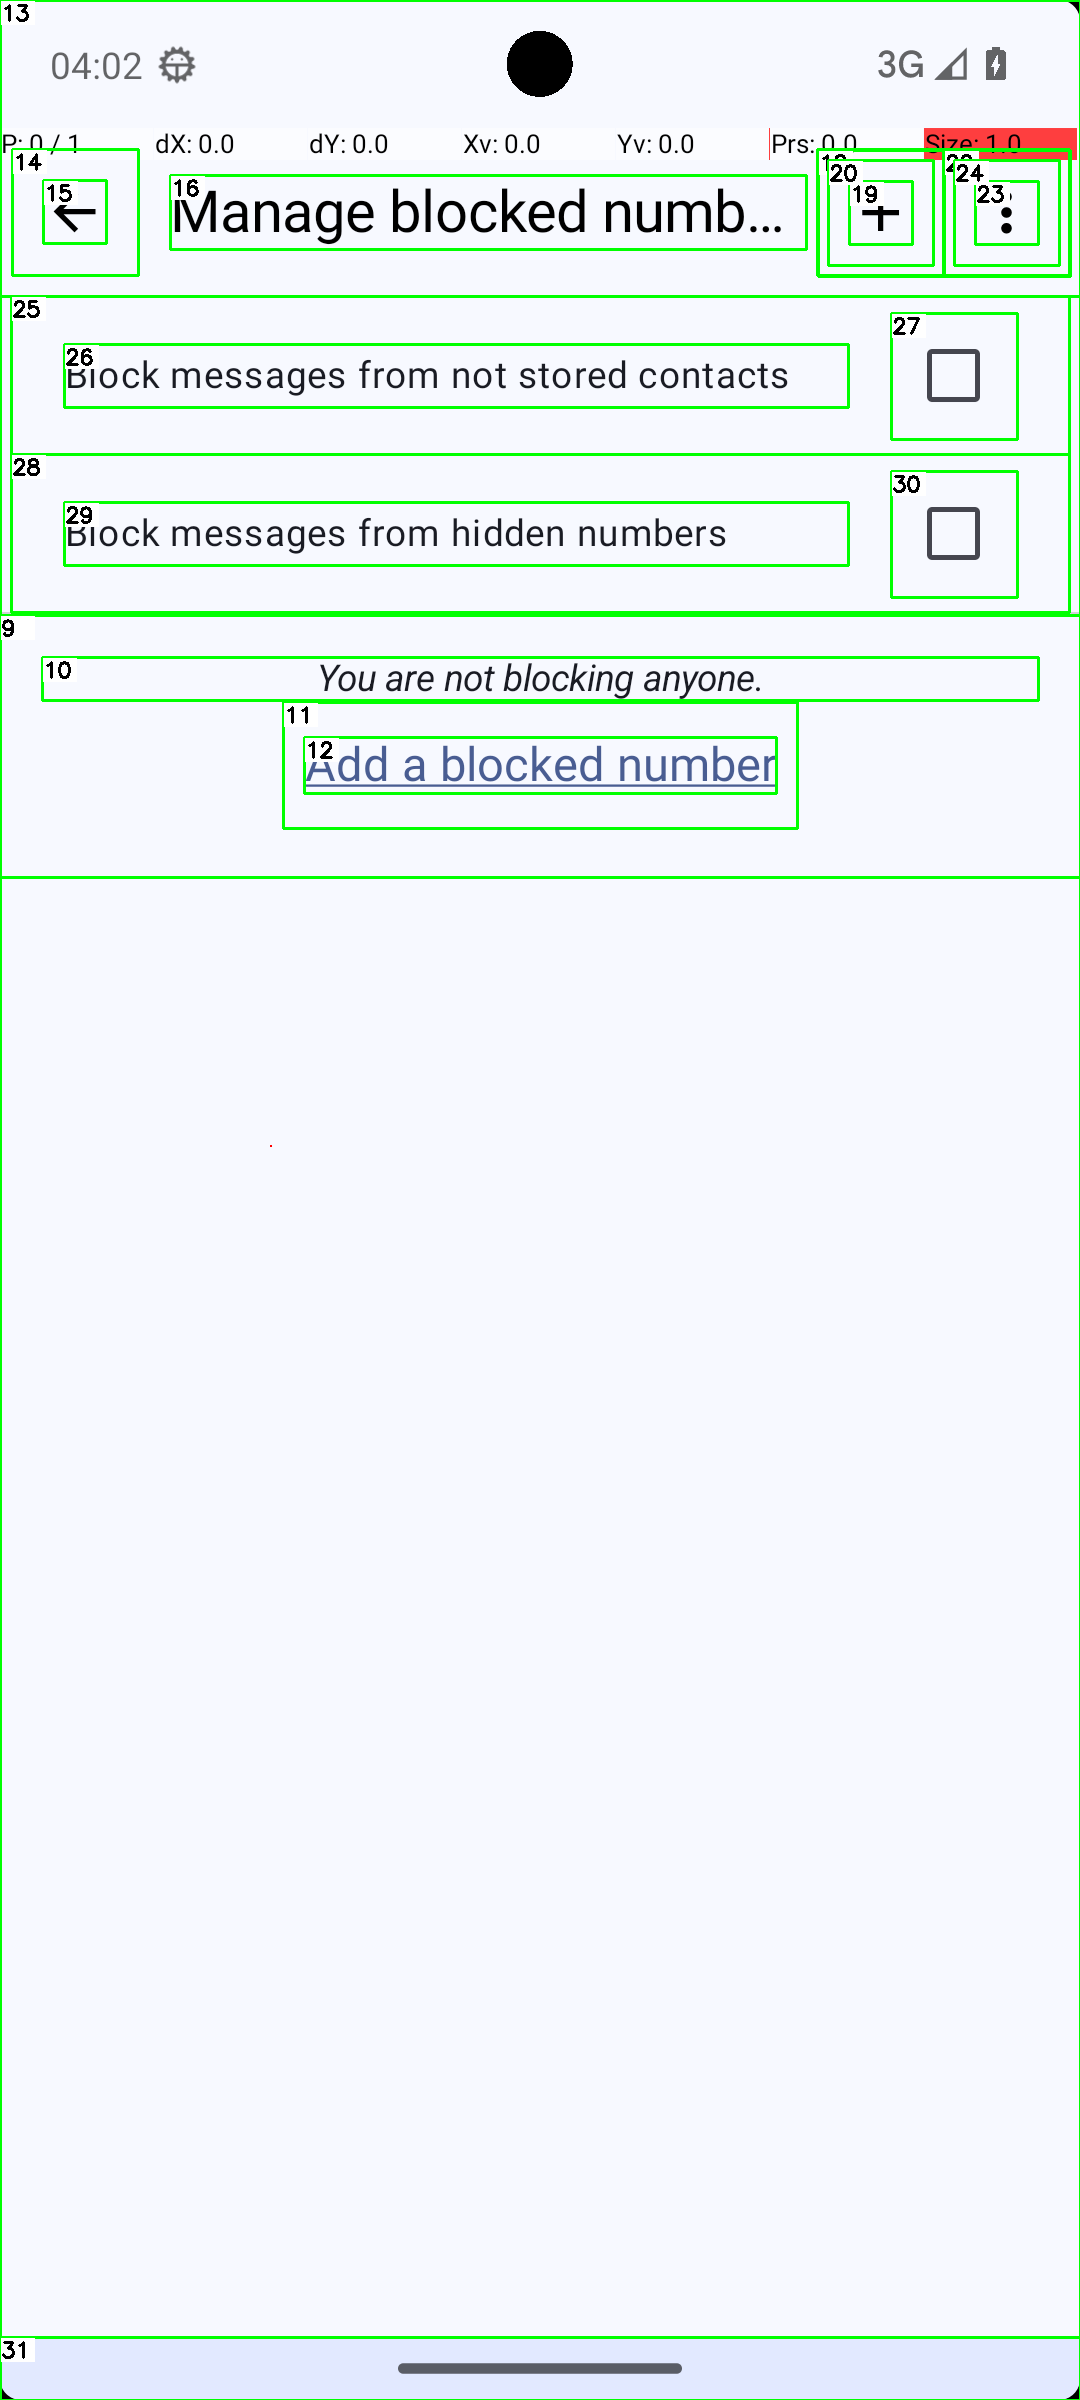 04:02 3G
P: 0 / 1 dX: 0.0 dY: 0.0 Xv: 0.0 Yv: 0.0 Prs: 0.0 Size: 1.0
Manage blocked numb...
Block messages from not stored contacts
Block messages from hidden numbers
You are not blocking anyone.
Add a blocked number
13
14
15
16
20
19
24
23
25
26
27
28
29
30
9
10
11
12
31